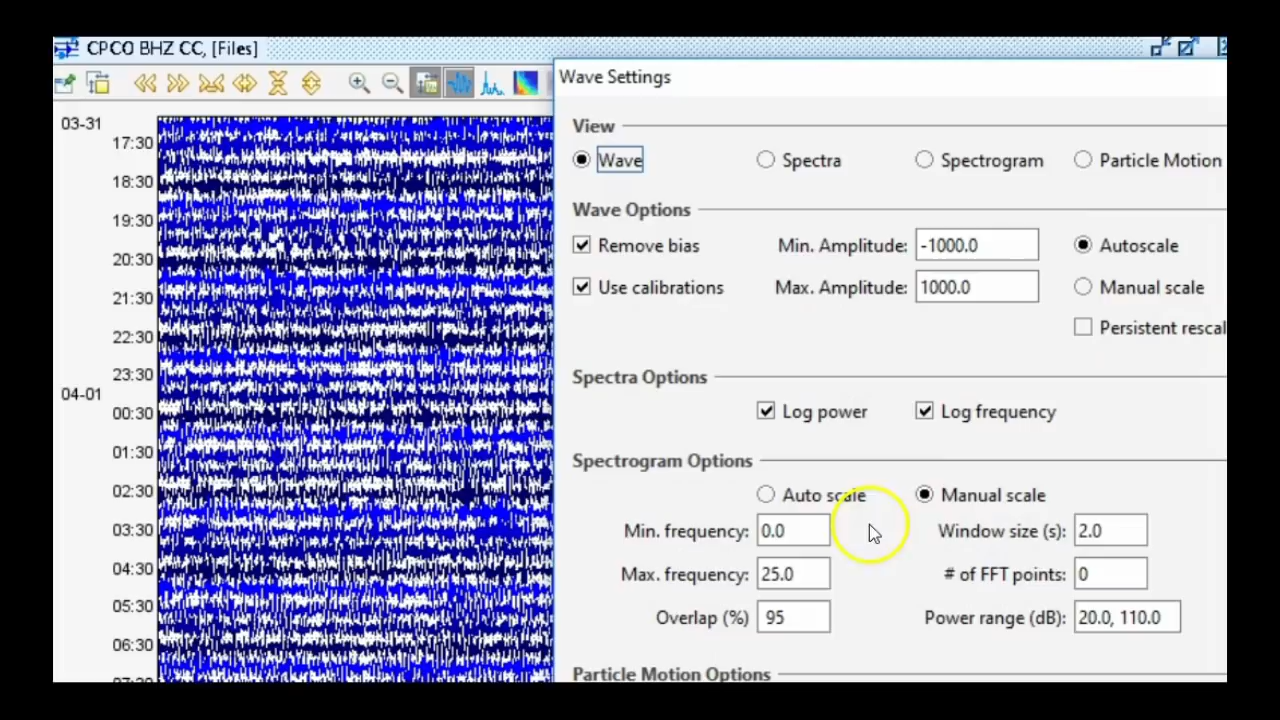 CPCO BHZ CC, [Files]
Wave Settings
View
Wave
Spectra
Spectrogram
Particle Motion
Wave Options
Remove bias
Min. Amplitude:
-1000.0
Autoscale
Use calibrations
Max. Amplitude:
1000.0
Manual scale
Persistent rescal
Spectra Options
Log power
Log frequency
Spectrogram Options
Auto scale
Manual scale
Min. frequency:
0.0
Window size (s):
2.0
Max. frequency:
25.0
# of FFT points:
0
Overlap (%)
95
Power range (dB):
20.0, 110.0
Particle Motion Options
03-31
17:30
18:30
19:30
20:30
21:30
22:30
23:30
04-01
00:30
01:30
02:30
03:30
04:30
05:30
06:30